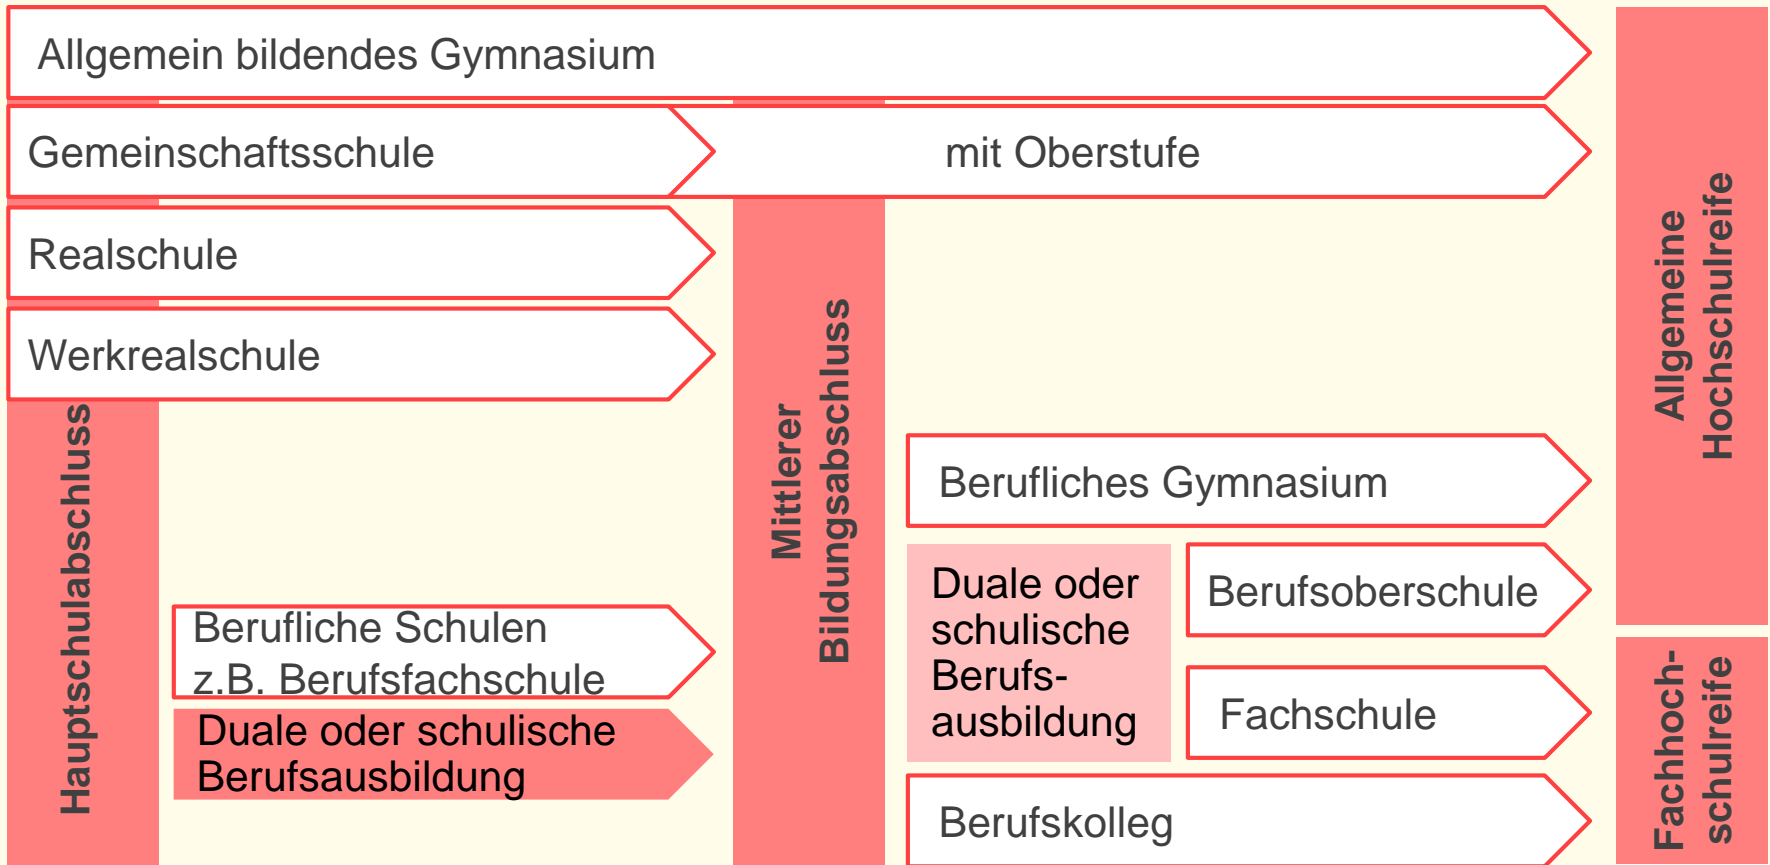 Allgemein bildendes Gymnasium
Gemeinschaftsschule
mit Oberstufe
Realschule
Werkrealschule
Hauptschulabschluss
Berufliche Schulen
z.B. Berufsfachschule
Duale oder schulische
Berufsausbildung
Mittlerer
Bildungsabschluss
Berufliches Gymnasium
Duale oder
schulische
Berufs-
ausbildung
Berufsoberschule
Fachschule
Berufskolleg
Allgemeine
Hochschulreife
Fachhoch-
schulreife